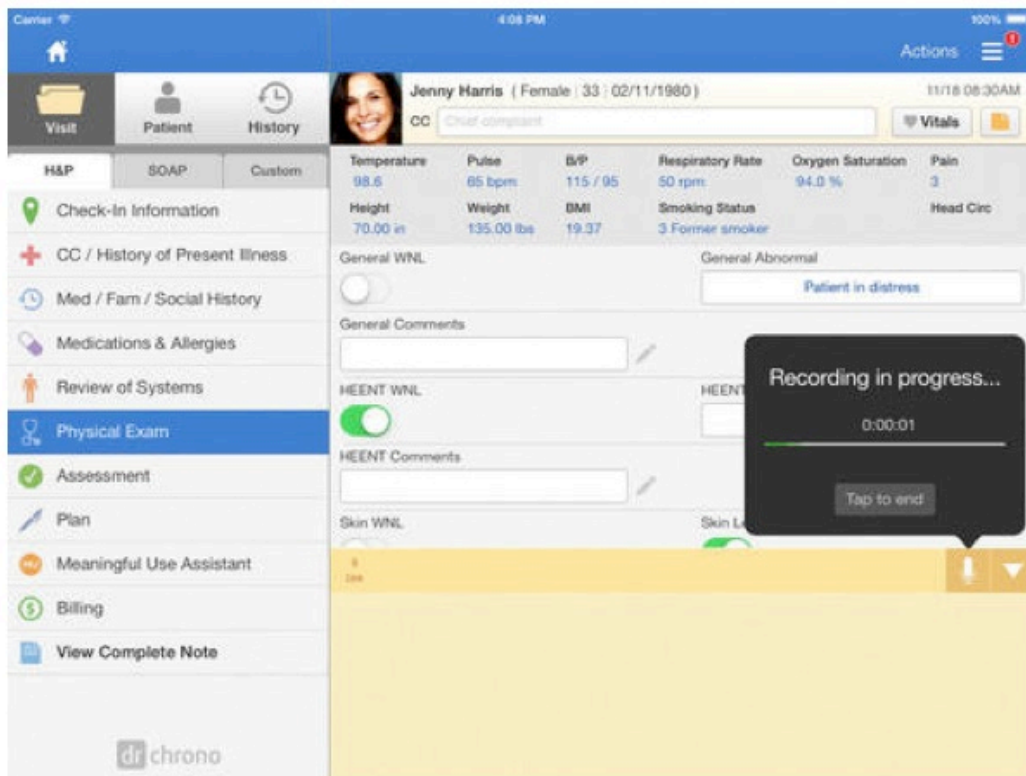 Carrier
4:08 PM
100%
Actions
Visit
Patient
History
H&P
SOAP
Custom
Check-In Information
CC / History of Present Illness
Med / Fam / Social History
Medications & Allergies
Review of Systems
Physical Exam
Assessment
Plan
Meaningful Use Assistant
Billing
View Complete Note
dr chrono
Jenny Harris ( Female | 33 | 02/11/1980 )
11/18 08:30AM
CC
Chief complaint
Vitals
Temperature Pulse B/P Respiratory Rate Oxygen Saturation Pain
98.6 65 bpm 115 / 95 50 rpm 94.0 % 3
Height Weight BMI Smoking Status Head Circ
70.00 in 135.00 lbs 19.37 3 Former smoker
General WNL
General Abnormal
Patient in distress
General Comments
HEENT WNL
HEENT
HEENT Comments
Skin WNL
Skin
Recording in progress...
0:00:01
Tap to end